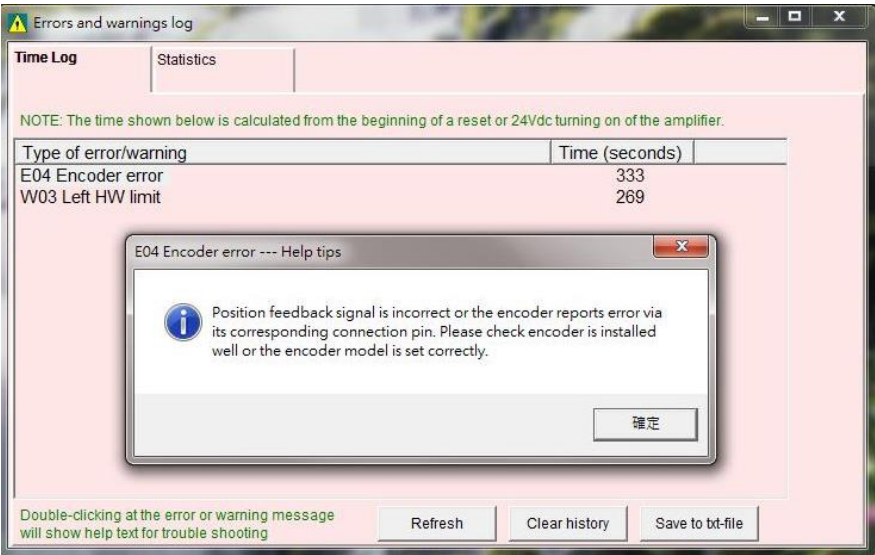 Errors and warnings log
Time Log
Statistics
NOTE: The time shown below is calculated from the beginning of a reset or 24Vdc turning on of the amplifier.
Type of error/warning Time (seconds)
E04 Encoder error 333
W03 Left HW limit 269
E04 Encoder error --- Help tips
Position feedback signal is incorrect or the encoder reports error via
its corresponding connection pin. Please check encoder is installed
well or the encoder model is set correctly.
確定
Double-clicking at the error or warning message
will show help text for trouble shooting
Refresh
Clear history
Save to txt-file